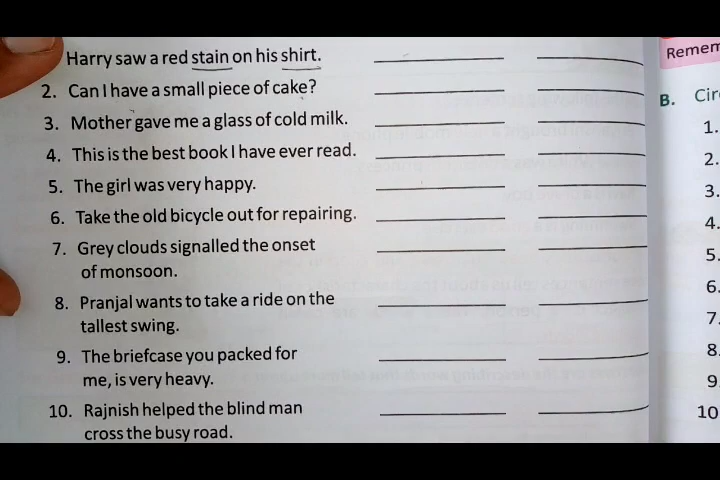 Harry saw a red stain on his shirt.
2. Can I have a small piece of cake?
3. Mother gave me a glass of cold milk.
4. This is the best book I have ever read.
5. The girl was very happy.
6. Take the old bicycle out for repairing.
7. Grey clouds signalled the onset
of monsoon.
8. Pranjal wants to take a ride on the
tallest swing.
9. The briefcase you packed for
me, is very heavy.
10. Rajnish helped the blind man
cross the busy road.
Remem
B. Cir
1.
2.
3.
4.
5.
6.
7.
8.
9
10